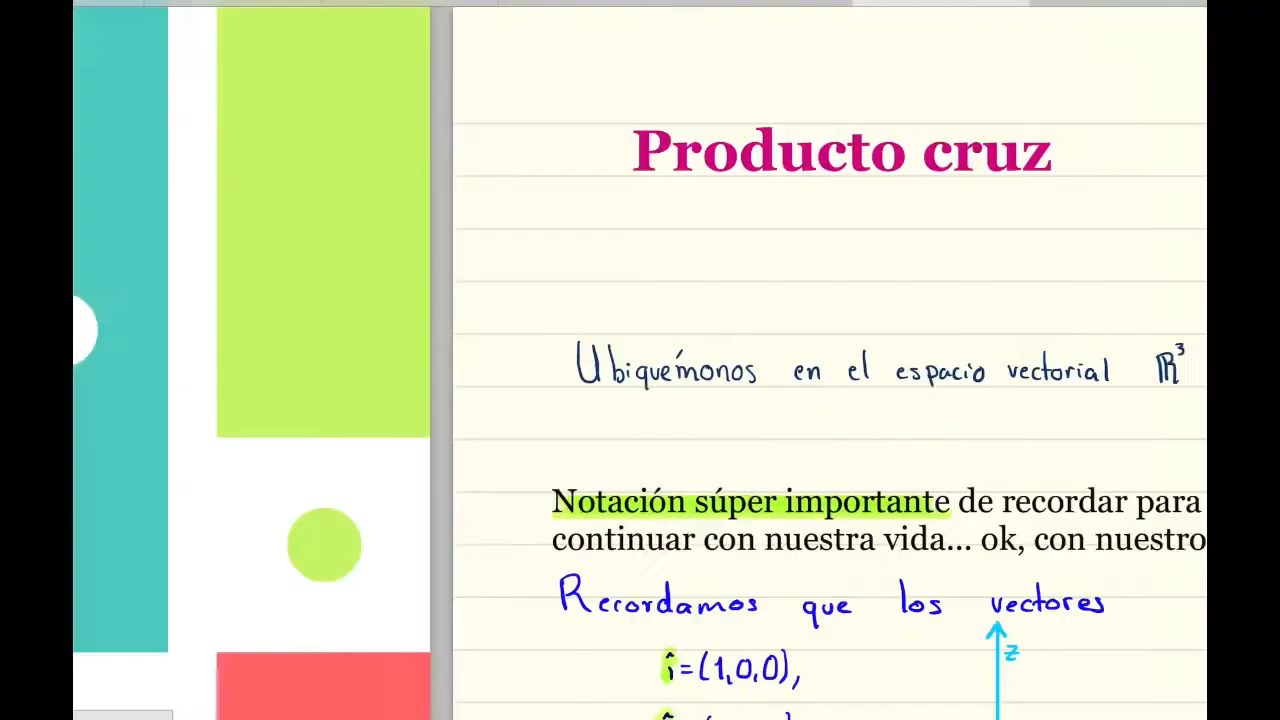 Producto cruz
Ubiquémonos en el espacio vectorial ℝ³
Notación súper importante de recordar para
continuar con nuestra vida... ok, con nuestro
Recordamos que los vectores
z
î=(1,0,0),